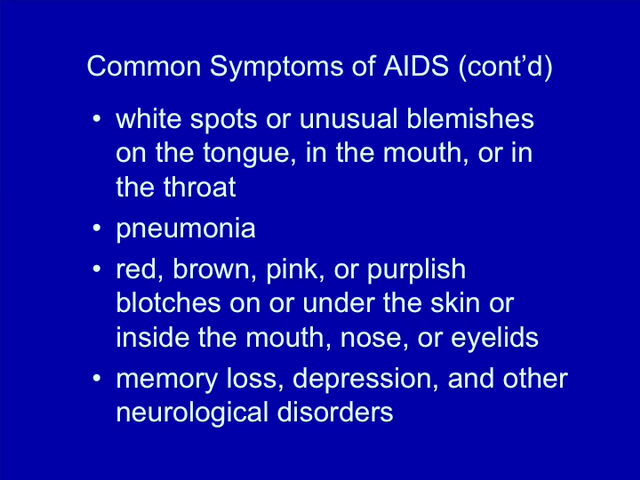 Common Symptoms of AIDS (cont’d)
• white spots or unusual blemishes
on the tongue, in the mouth, or in
the throat
• pneumonia
• red, brown, pink, or purplish
blotches on or under the skin or
inside the mouth, nose, or eyelids
• memory loss, depression, and other
neurological disorders